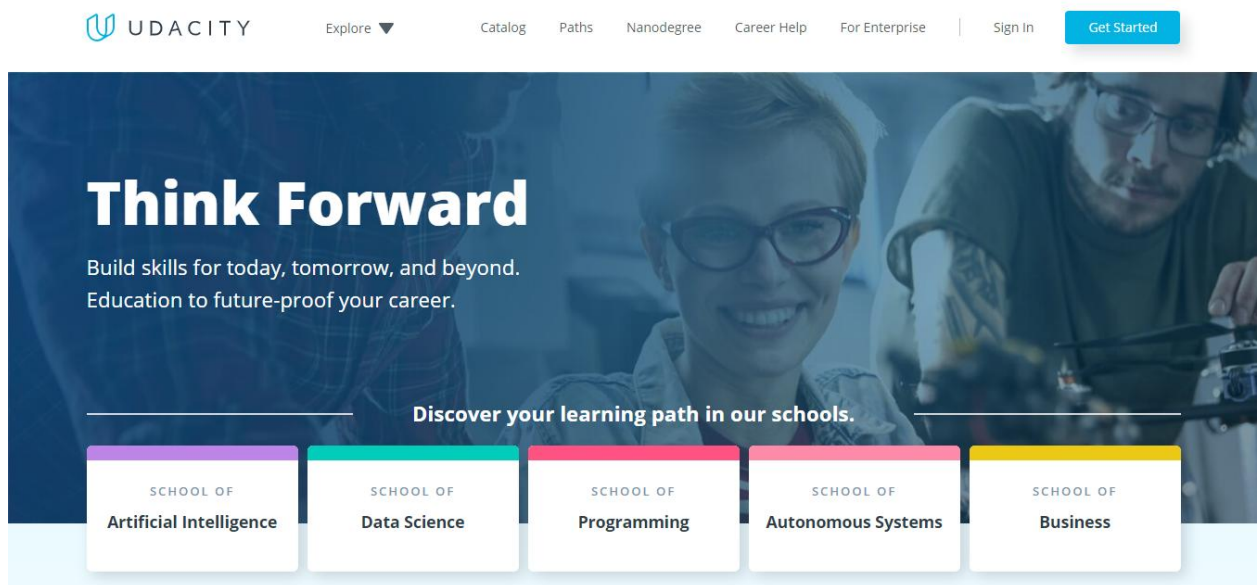 UDACITY
Explore
Catalog
Paths
Nanodegree
Career Help
For Enterprise
Sign In
Get Started
Think Forward
Build skills for today, tomorrow, and beyond.
Education to future-proof your career.
Discover your learning path in our schools.
SCHOOL OF
Artificial Intelligence
SCHOOL OF
Data Science
SCHOOL OF
Programming
SCHOOL OF
Autonomous Systems
SCHOOL OF
Business